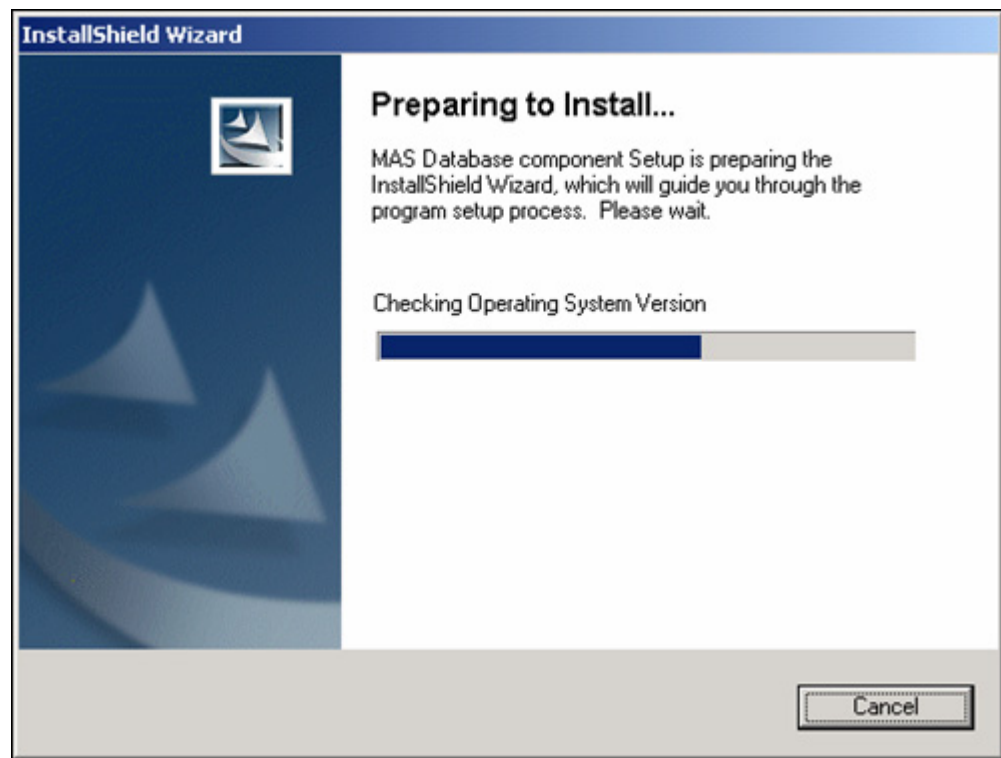 InstallShield Wizard
Preparing to Install...
MAS Database component Setup is preparing the
InstallShield Wizard, which will guide you through the
program setup process. Please wait.
Checking Operating System Version
Cancel